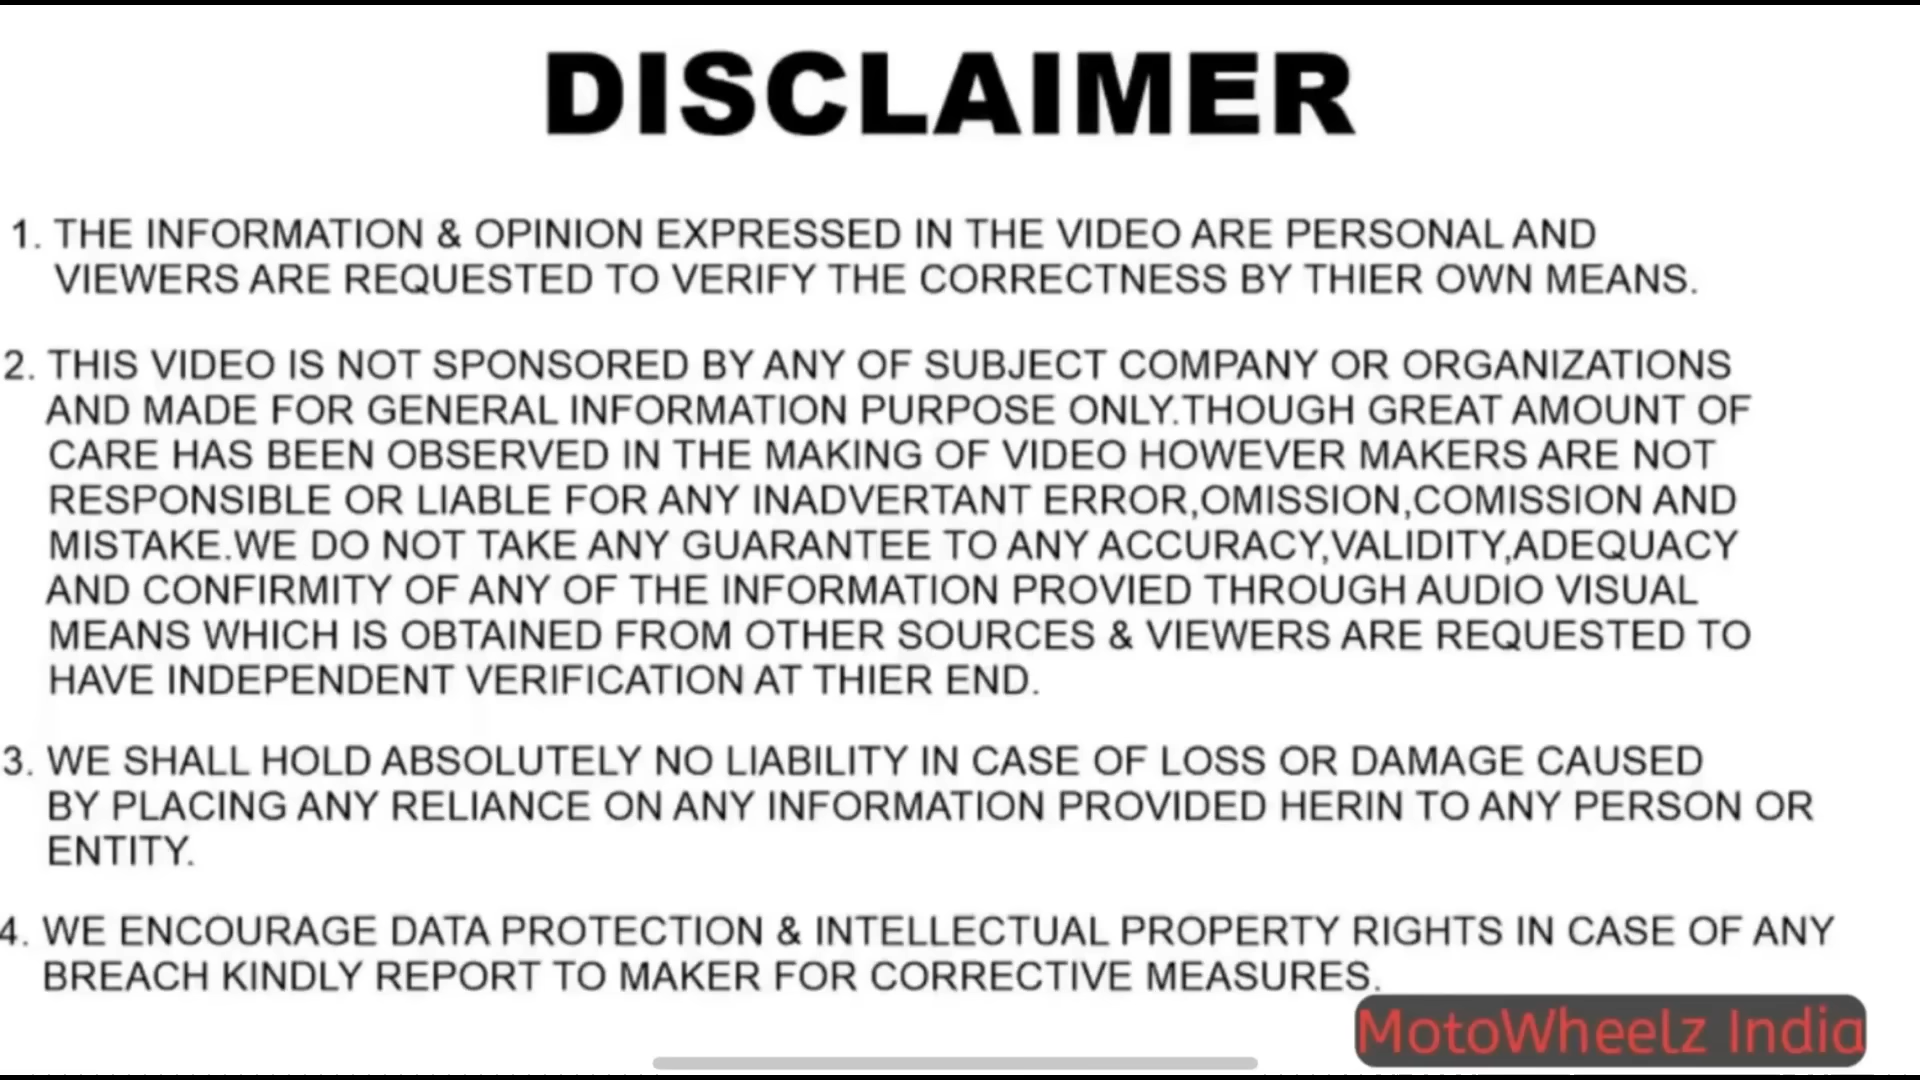 DISCLAIMER
1. THE INFORMATION & OPINION EXPRESSED IN THE VIDEO ARE PERSONAL AND
VIEWERS ARE REQUESTED TO VERIFY THE CORRECTNESS BY THIER OWN MEANS.
2. THIS VIDEO IS NOT SPONSORED BY ANY OF SUBJECT COMPANY OR ORGANIZATIONS
AND MADE FOR GENERAL INFORMATION PURPOSE ONLY.THOUGH GREAT AMOUNT OF
CARE HAS BEEN OBSERVED IN THE MAKING OF VIDEO HOWEVER MAKERS ARE NOT
RESPONSIBLE OR LIABLE FOR ANY INADVERTANT ERROR,OMISSION,COMISSION AND
MISTAKE.WE DO NOT TAKE ANY GUARANTEE TO ANY ACCURACY,VALIDITY,ADEQUACY
AND CONFIRMITY OF ANY OF THE INFORMATION PROVIED THROUGH AUDIO VISUAL
MEANS WHICH IS OBTAINED FROM OTHER SOURCES & VIEWERS ARE REQUESTED TO
HAVE INDEPENDENT VERIFICATION AT THIER END.
3. WE SHALL HOLD ABSOLUTELY NO LIABILITY IN CASE OF LOSS OR DAMAGE CAUSED
BY PLACING ANY RELIANCE ON ANY INFORMATION PROVIDED HERIN TO ANY PERSON OR
ENTITY.
4. WE ENCOURAGE DATA PROTECTION & INTELLECTUAL PROPERTY RIGHTS IN CASE OF ANY
BREACH KINDLY REPORT TO MAKER FOR CORRECTIVE MEASURES.
MotoWheelz India